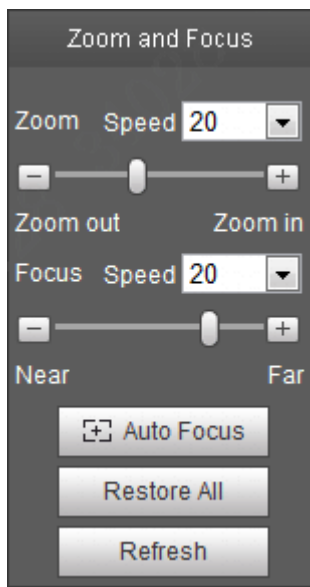 Zoom and Focus
Zoom Speed 20
Zoom out Zoom in
Focus Speed 20
Near Far
Auto Focus
Restore All
Refresh